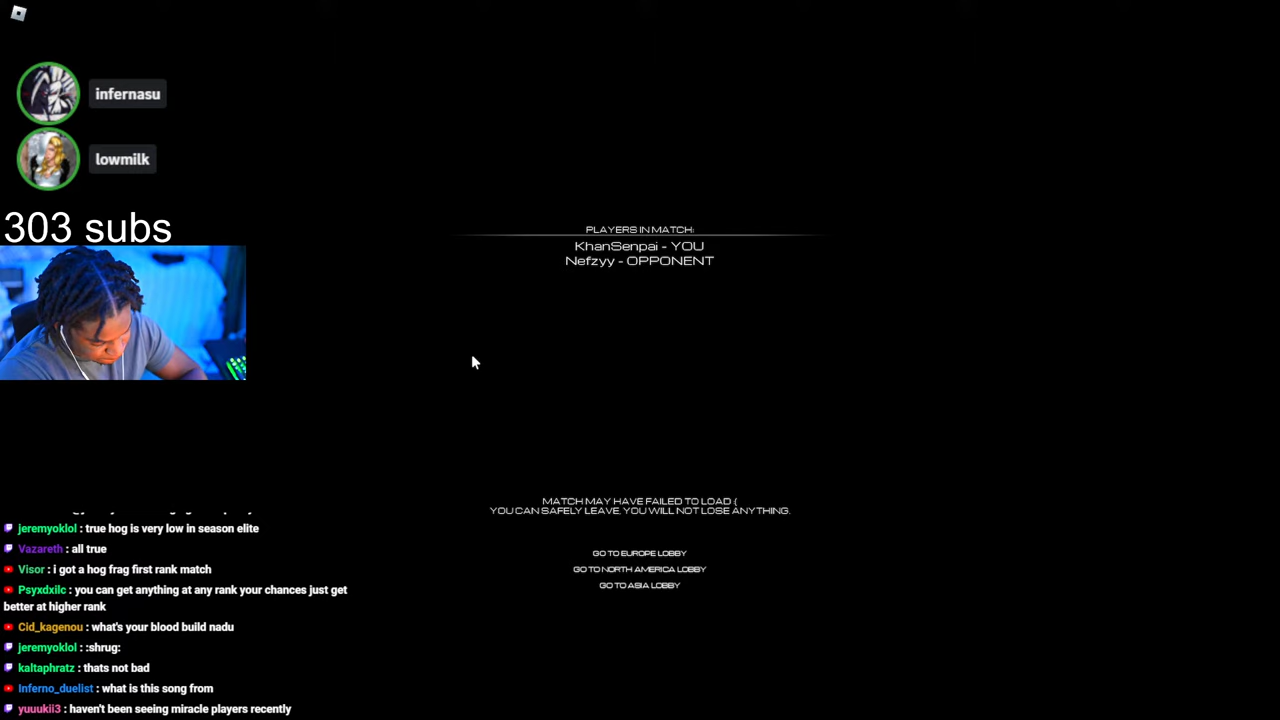 infernasu
lowmilk
303 subs
PLAYERS IN MATCH:
KhanSenpai - YOU
Nefzyy - OPPONENT
MATCH MAY HAVE FAILED TO LOAD :(
YOU CAN SAFELY LEAVE, YOU WILL NOT LOSE ANYTHING.
GO TO EUROPE LOBBY
GO TO NORTH AMERICA LOBBY
GO TO ASIA LOBBY
jeremyoklol : true hog is very low in season elite
Vazareth : all true
Visor : i got a hog frag first rank match
Psyxdxilc : you can get anything at any rank your chances just get
better at higher rank
Cid_kagenou : what's your blood build nadu
jeremyoklol : :shrug:
kaltaphratz : thats not bad
Inferno_duelist : what is this song from
yuuukii3 : haven't been seeing miracle players recently